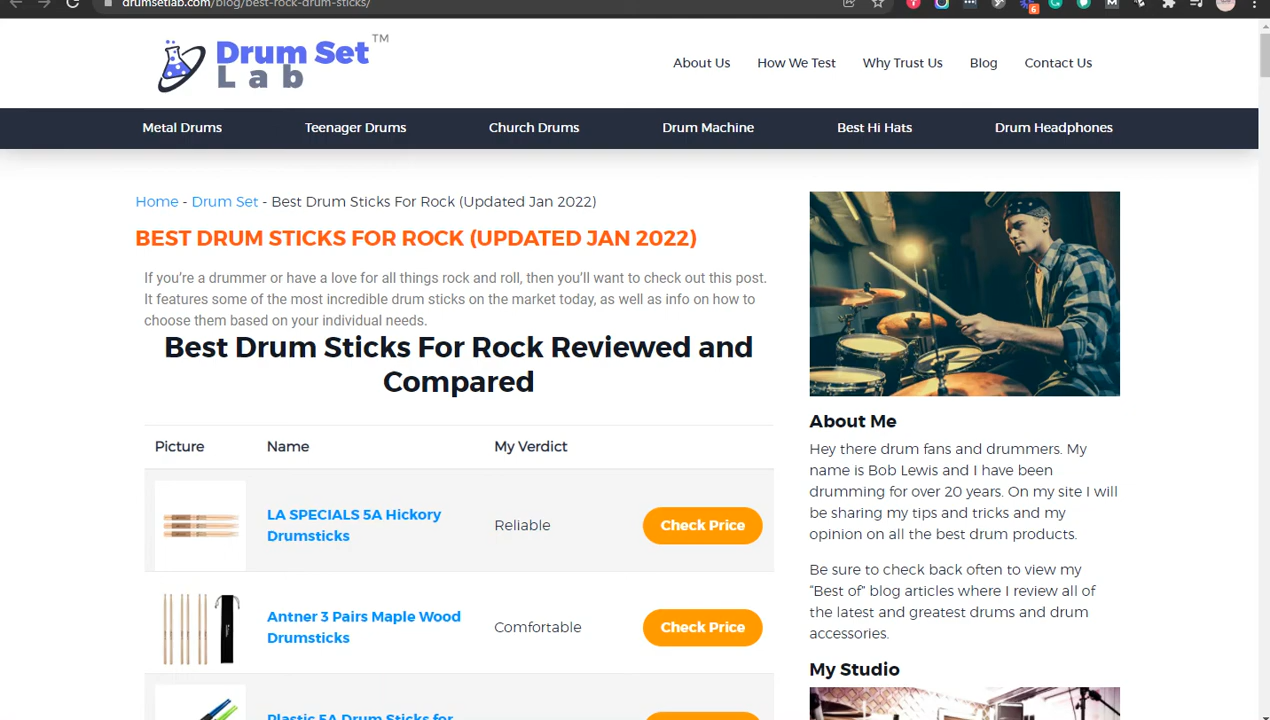 drumsetlab.com/blog/best-rock-drum-sticks/
6
M
Drum Set TM
Lab
About Us How We Test Why Trust Us Blog Contact Us
Metal Drums Teenager Drums Church Drums Drum Machine Best Hi Hats Drum Headphones
Home - Drum Set - Best Drum Sticks For Rock (Updated Jan 2022)
BEST DRUM STICKS FOR ROCK (UPDATED JAN 2022)
If you're a drummer or have a love for all things rock and roll, then you'll want to check out this post.
It features some of the most incredible drum sticks on the market today, as well as info on how to
choose them based on your individual needs.
Best Drum Sticks For Rock Reviewed and
Compared
Picture Name My Verdict
LA SPECIALS 5A Hickory
Drumsticks
Reliable
Check Price
Antner 3 Pairs Maple Wood
Drumsticks
Comfortable
Check Price
Plastic 5A Drum Sticks for
About Me
Hey there drum fans and drummers. My
name is Bob Lewis and I have been
drumming for over 20 years. On my site I will
be sharing my tips and tricks and my
opinion on all the best drum products.
Be sure to check back often to view my
"Best of" blog articles where I review all of
the latest and greatest drums and drum
accessories.
My Studio